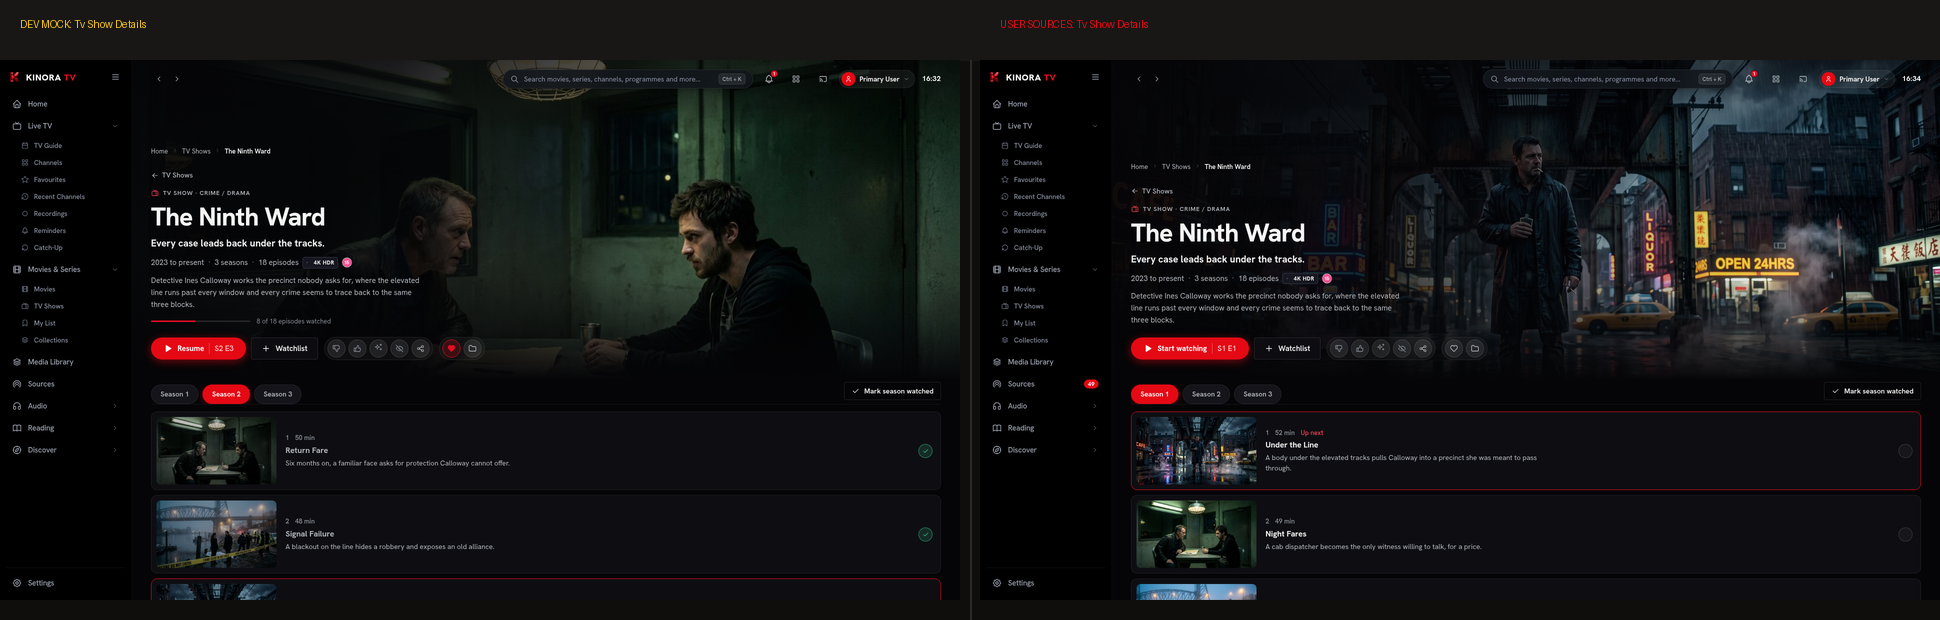 DEV MOCK: Tv Show Details
KINORA TV
Search movies, series, channels, programmes and more...
Ctrl + K
1
Primary User
16:32
Home
Live TV
TV Guide
Channels
Favourites
Recent Channels
Recordings
Reminders
Catch-Up
Movies & Series
Movies
TV Shows
My List
Collections
Media Library
Sources
Audio
Reading
Discover
Settings
Home
TV Shows
The Ninth Ward
TV Shows
TV SHOW · CRIME / DRAMA
The Ninth Ward
Every case leads back under the tracks.
2023 to present · 3 seasons · 18 episodes 4K HDR 15
Detective Ines Calloway works the precinct nobody asks for, where the elevated
line runs past every window and every crime seems to trace back to the same
three blocks.
8 of 18 episodes watched
Resume S2 E3
Watchlist
Season 1
Season 2
Season 3
Mark season watched
1 50 min
Return Fare
Six months on, a familiar face asks for protection Calloway cannot offer.
2 48 min
Signal Failure
A blackout on the line hides a robbery and exposes an old alliance.
USER SOURCES: Tv Show Details
KINORA TV
Search movies, series, channels, programmes and more...
Ctrl + K
1
Primary User
16:34
Home
Live TV
TV Guide
Channels
Favourites
Recent Channels
Recordings
Reminders
Catch-Up
Movies & Series
Movies
TV Shows
My List
Collections
Media Library
Sources
49
Audio
Reading
Discover
Settings
Home
TV Shows
The Ninth Ward
TV Shows
TV SHOW · CRIME / DRAMA
The Ninth Ward
Every case leads back under the tracks.
2023 to present · 3 seasons · 18 episodes 4K HDR 15
Detective Ines Calloway works the precinct nobody asks for, where the elevated
line runs past every window and every crime seems to trace back to the same
three blocks.
BAR
BAR
LIQUOR
LIQUOR
OPEN 24HRS
Start watching S1 E1
Watchlist
Season 1
Season 2
Season 3
Mark season watched
1 52 min Up next
Under the Line
A body under the elevated tracks pulls Calloway into a precinct she was meant to pass
through.
2 49 min
Night Fares
A cab dispatcher becomes the only witness willing to talk, for a price.